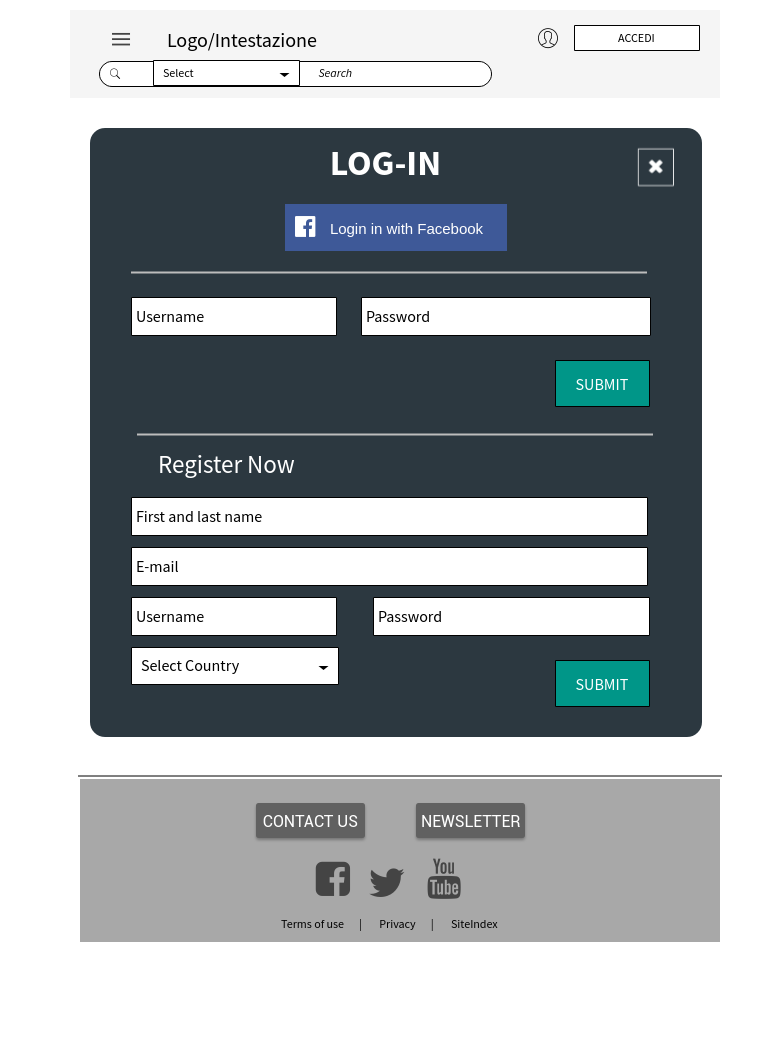 Logo/Intestazione
ACCEDI
Select
Search
LOG-IN
Login in with Facebook
Username
Password
SUBMIT
Register Now
First and last name
E-mail
Username
Password
Select Country
SUBMIT
CONTACT US
NEWSLETTER
You
Tube
Terms of use | Privacy | SiteIndex